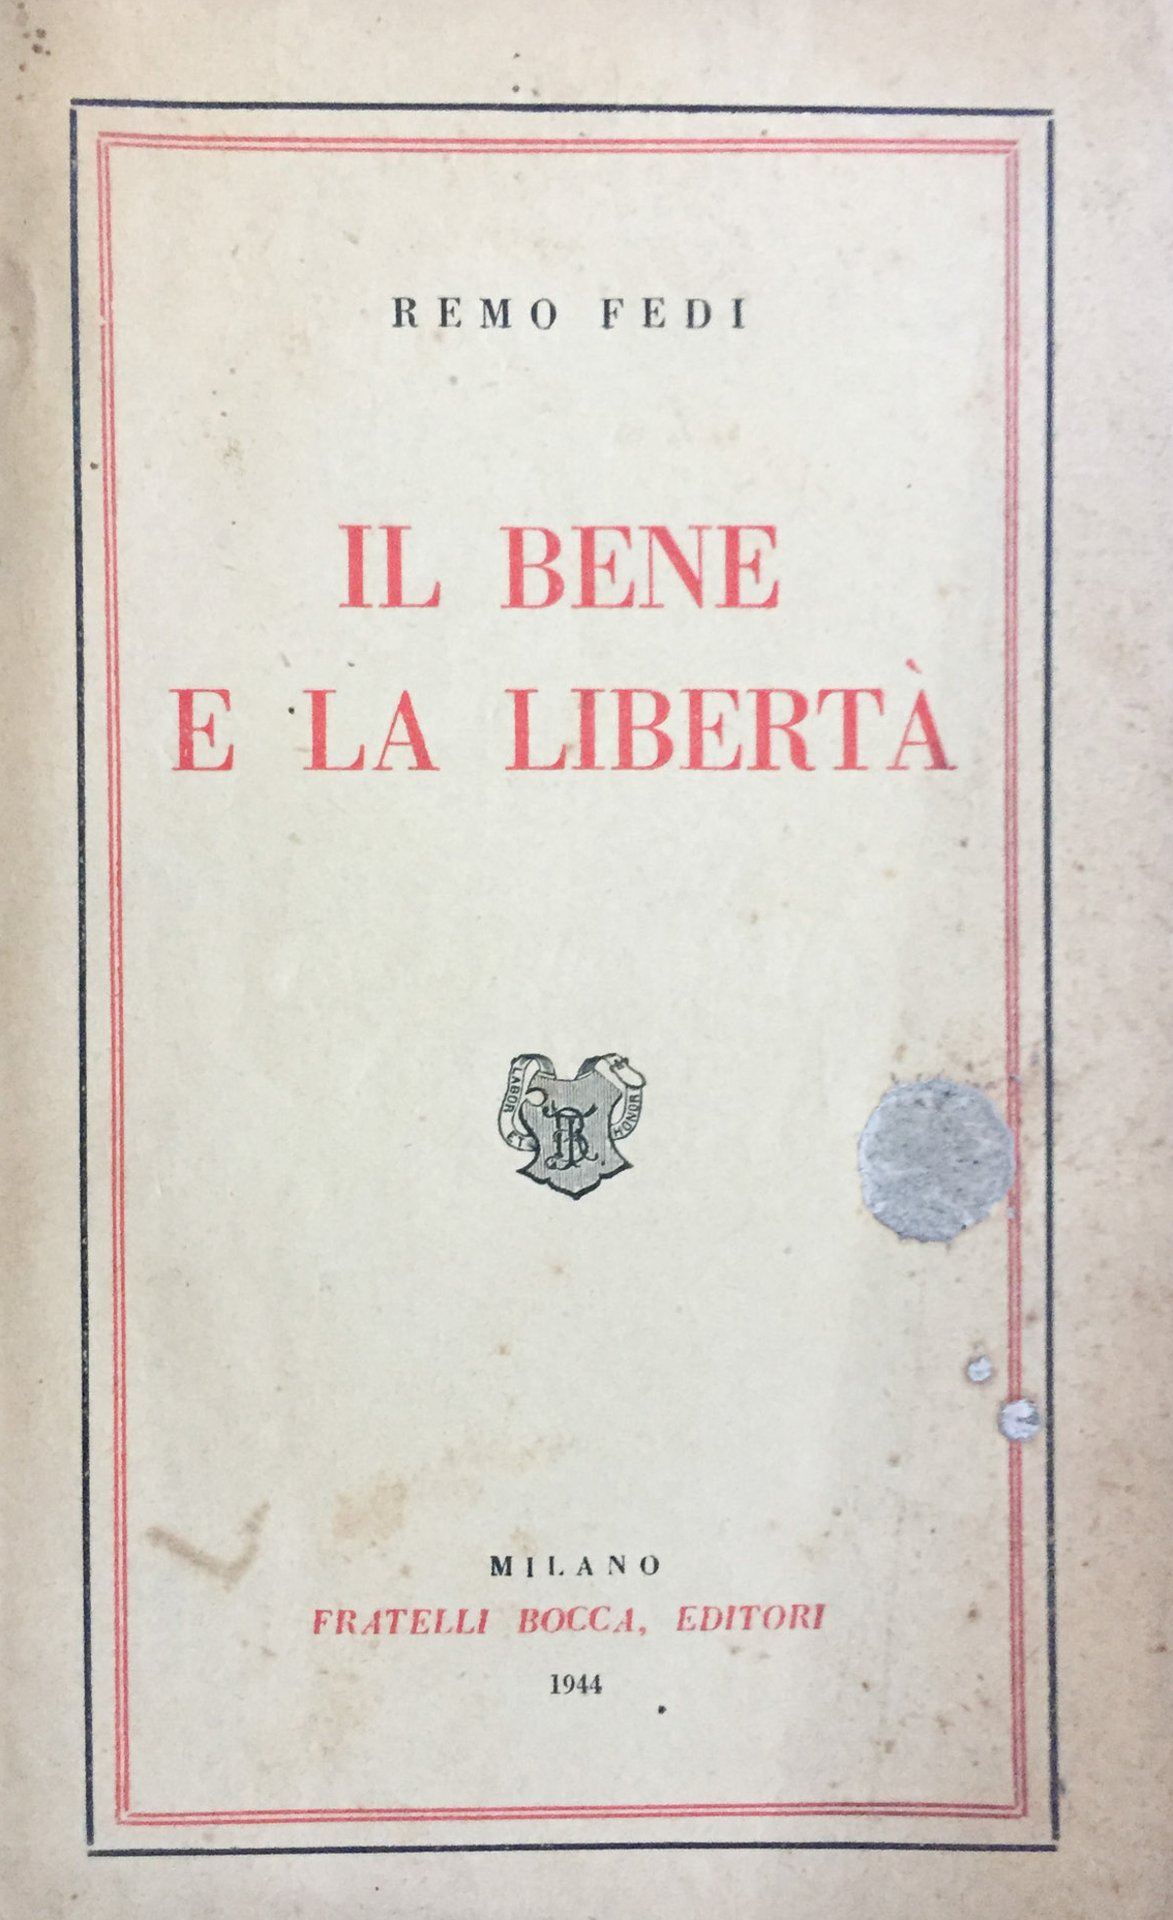 REMO FEDI
IL BENE
E LA LIBERTÀ
LABOR
ET
HONOR
MILANO
FRATELLI BOCCA, EDITORI
1944